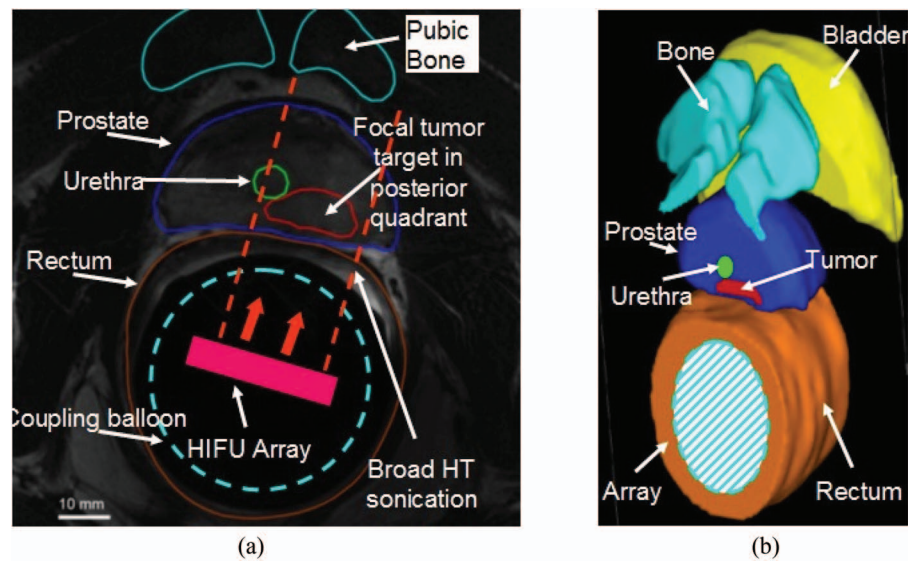 Pubic
Bone
Prostate
Focal tumor
target in
posterior
quadrant
Urethra
Rectum
Coupling balloon
HIFU Array
Broad HT
sonication
10 mm
(a)
Bladder
Bone
Prostate
Tumor
Urethra
Array
Rectum
(b)